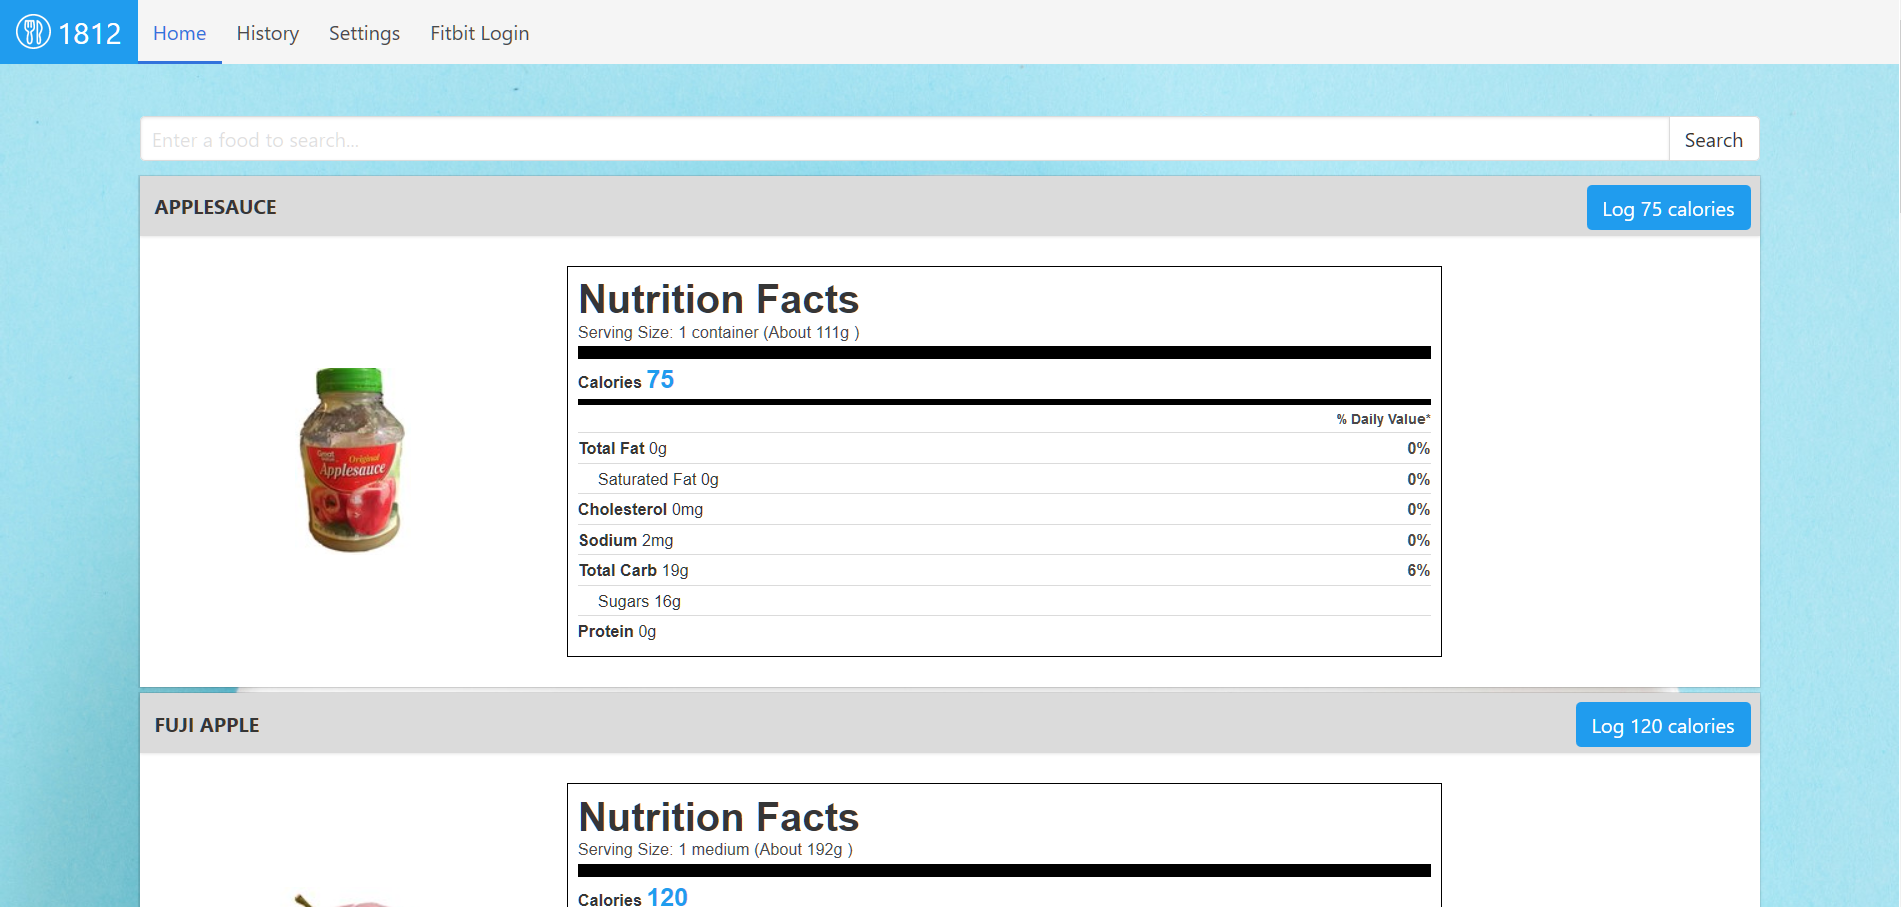 1812 Home History Settings Fitbit Login
Enter a food to search... Search
APPLESAUCE Log 75 calories
Nutrition Facts
Serving Size: 1 container (About 111g )
Calories 75
% Daily Value*
Total Fat 0g 0%
Saturated Fat 0g 0%
Cholesterol 0mg 0%
Sodium 2mg 0%
Total Carb 19g 6%
Sugars 16g
Protein 0g
Great
Original
Applesauce
FUJI APPLE Log 120 calories
Nutrition Facts
Serving Size: 1 medium (About 192g )
Calories 120